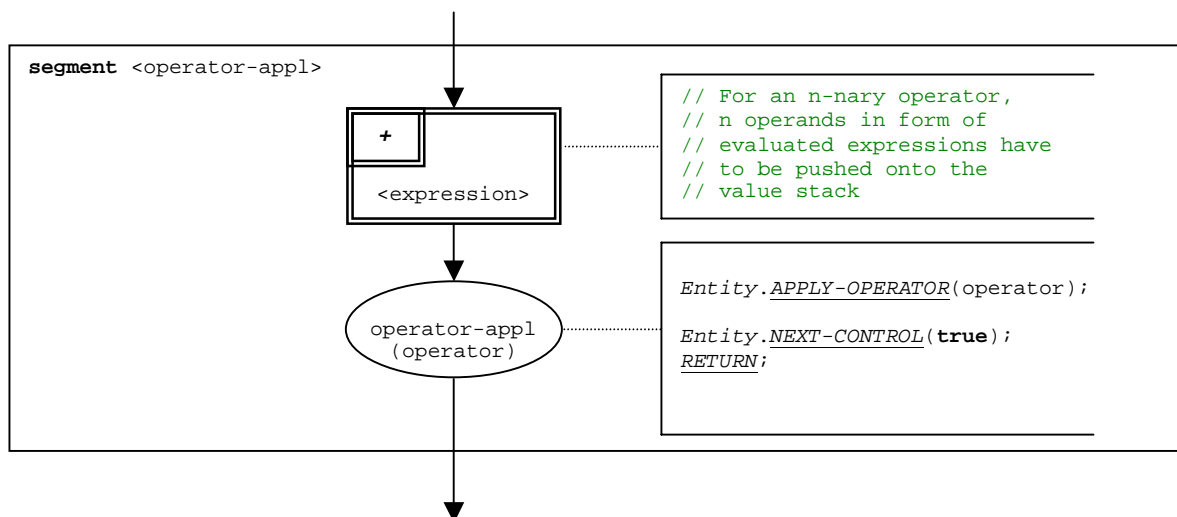 segment <operator-appl>
// For an n-nary operator,
// n operands in form of
// evaluated expressions have
// to be pushed onto the
// value stack
+
<expression>
Entity.APPLY-OPERATOR(operator);
operator-appl
(operator)
Entity.NEXT-CONTROL(true);
RETURN;